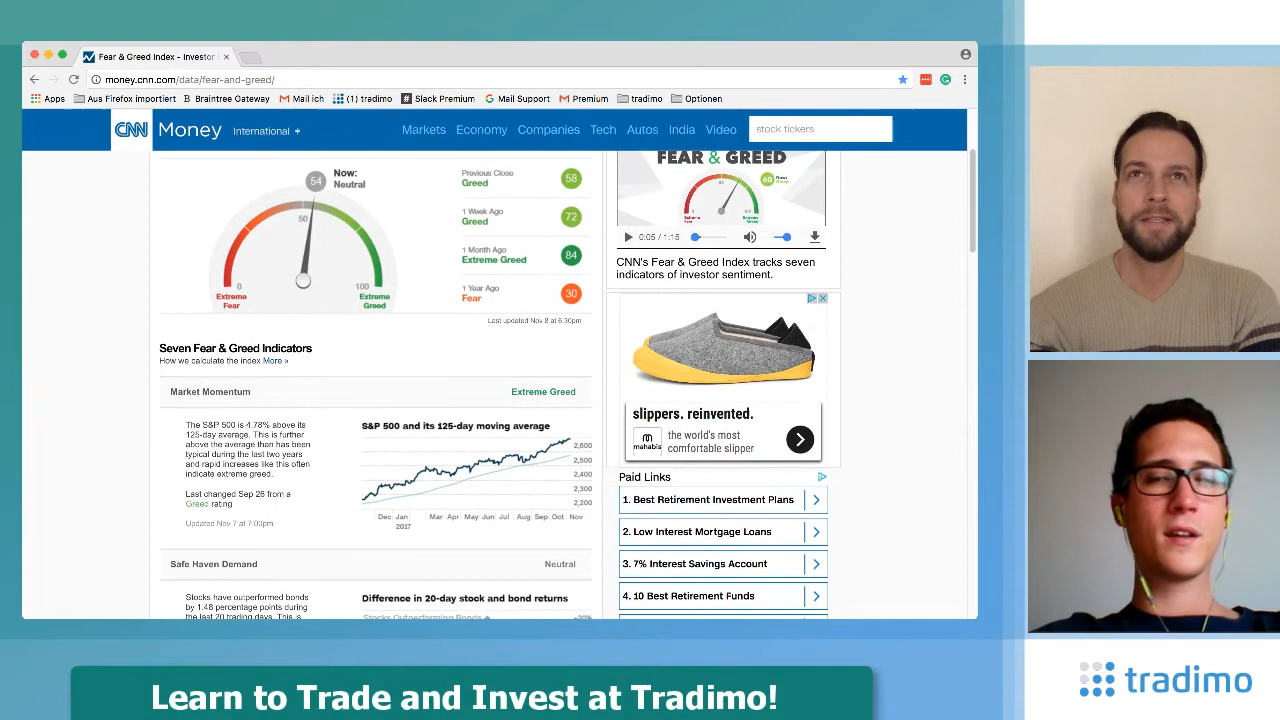 Fear & Greed Index - Investor
money.cnn.com/data/fear-and-greed/
Apps Aus Firefox importiert Braintree Gateway Mail ich (1) tradimo Slack Premium Mail Support Premium tradimo Optionen
CNN Money International + Markets Economy Companies Tech Autos India Video stock tickers
54 Now:
Neutral
50
0 100
Extreme
Fear
Extreme
Greed
Previous Close
Greed 58
1 Week Ago
Greed 72
1 Month Ago
Extreme Greed 84
1 Year Ago
Fear 30
Last updated Nov 8 at 6:30pm
Seven Fear & Greed Indicators
How we calculate the index More »
Market Momentum Extreme Greed
The S&P 500 is 4.78% above its
125-day average. This is further
above the average than has been
typical during the last two years
and rapid increases like this often
indicate extreme greed.
Last changed Sep 26 from a
Greed rating
Updated Nov 7 at 7:00pm
S&P 500 and its 125-day moving average
2,600
2,500
2,400
2,300
2,200
Dec Jan Mar Apr May Jun Jul Aug Sep Oct Nov
2017
Safe Haven Demand Neutral
Stocks have outperformed bonds
by 1.48 percentage points during
the last 20 trading days. This is
Difference in 20-day stock and bond returns
Stocks Outperforming Bonds
FEAR & GREED
60 Now
Greed
0:05 / 1:15
CNN's Fear & Greed Index tracks seven
indicators of investor sentiment.
slippers. reinvented.
mahabis
the world's most
comfortable slipper
Paid Links
1. Best Retirement Investment Plans
2. Low Interest Mortgage Loans
3. 7% Interest Savings Account
4. 10 Best Retirement Funds
Learn to Trade and Invest at Tradimo!
tradimo